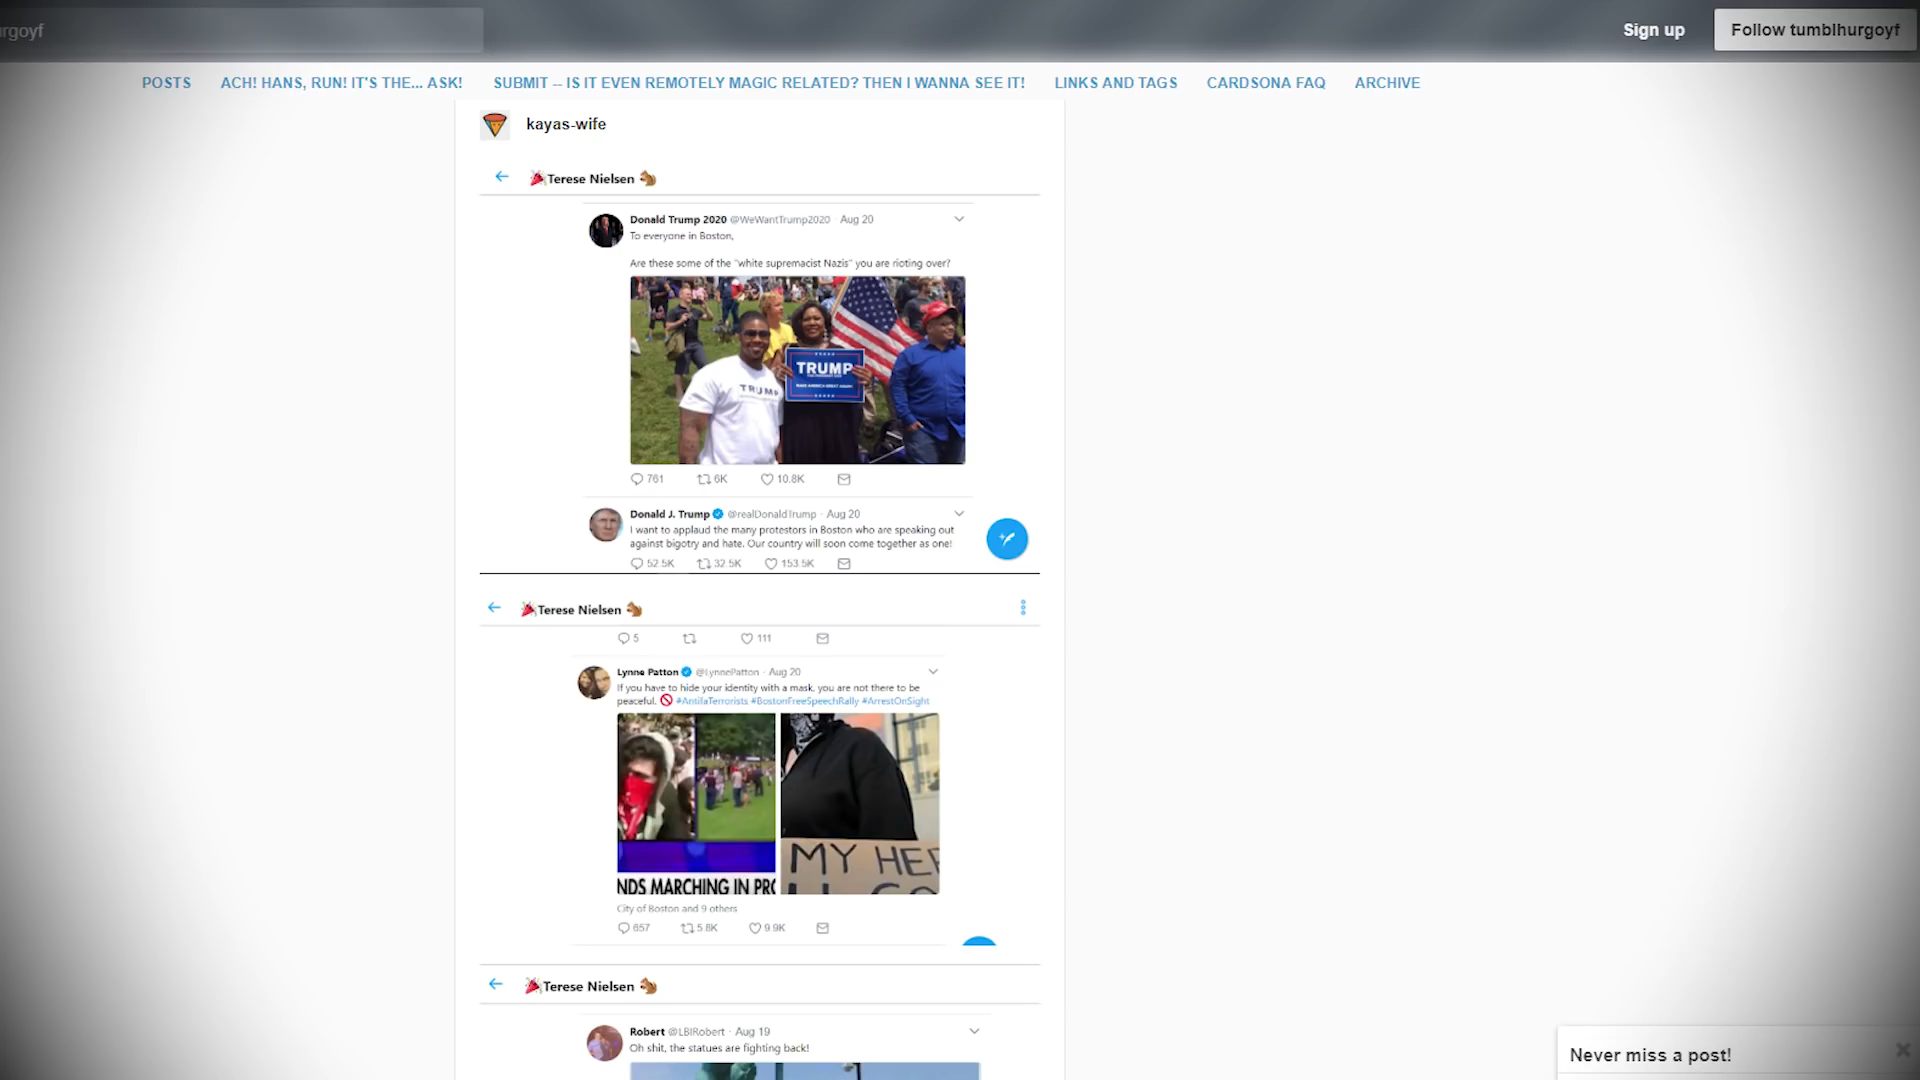 rgoyf
Sign up
Follow tumblhurgoyf
POSTS
ACH! HANS, RUN! IT'S THE... ASK!
SUBMIT -- IS IT EVEN REMOTELY MAGIC RELATED? THEN I WANNA SEE IT!
LINKS AND TAGS
CARDSONA FAQ
ARCHIVE
kayas-wife
Terese Nielsen
Donald Trump 2020 @WeWantTrump2020 · Aug 20
To everyone in Boston,
Are these some of the "white supremacist Nazis" you are rioting over?
TRUMP
TRUMP
MAKE AMERICA GREAT AGAIN!
761 6K 10.8K
Donald J. Trump @realDonaldTrump · Aug 20
I want to applaud the many protestors in Boston who are speaking out
against bigotry and hate. Our country will soon come together as one!
52.5K 32.5K 153.5K
Terese Nielsen
5 111
Lynne Patton @LynnePatton · Aug 20
If you have to hide your identity with a mask, you are not there to be
peaceful. #AntifaTerrorists #BostonFreeSpeechRally #ArrestOnSight
NDS MARCHING IN PRO
MY HE
City of Boston and 9 others
657 5.8K 9.9K
Terese Nielsen
Robert @LBIRobert · Aug 19
Oh shit, the statues are fighting back!
Never miss a post!